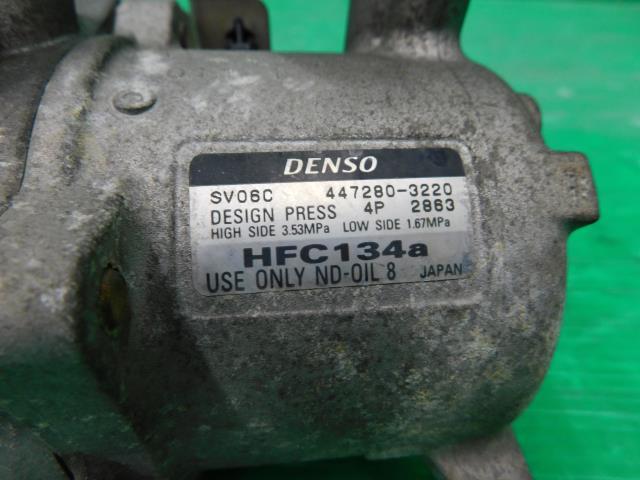 DENSO
SV06C 447280-3220
DESIGN PRESS 4P 2863
HIGH SIDE 3.53MPa LOW SIDE 1.67MPa
HFC134a
USE ONLY ND-OIL 8 JAPAN